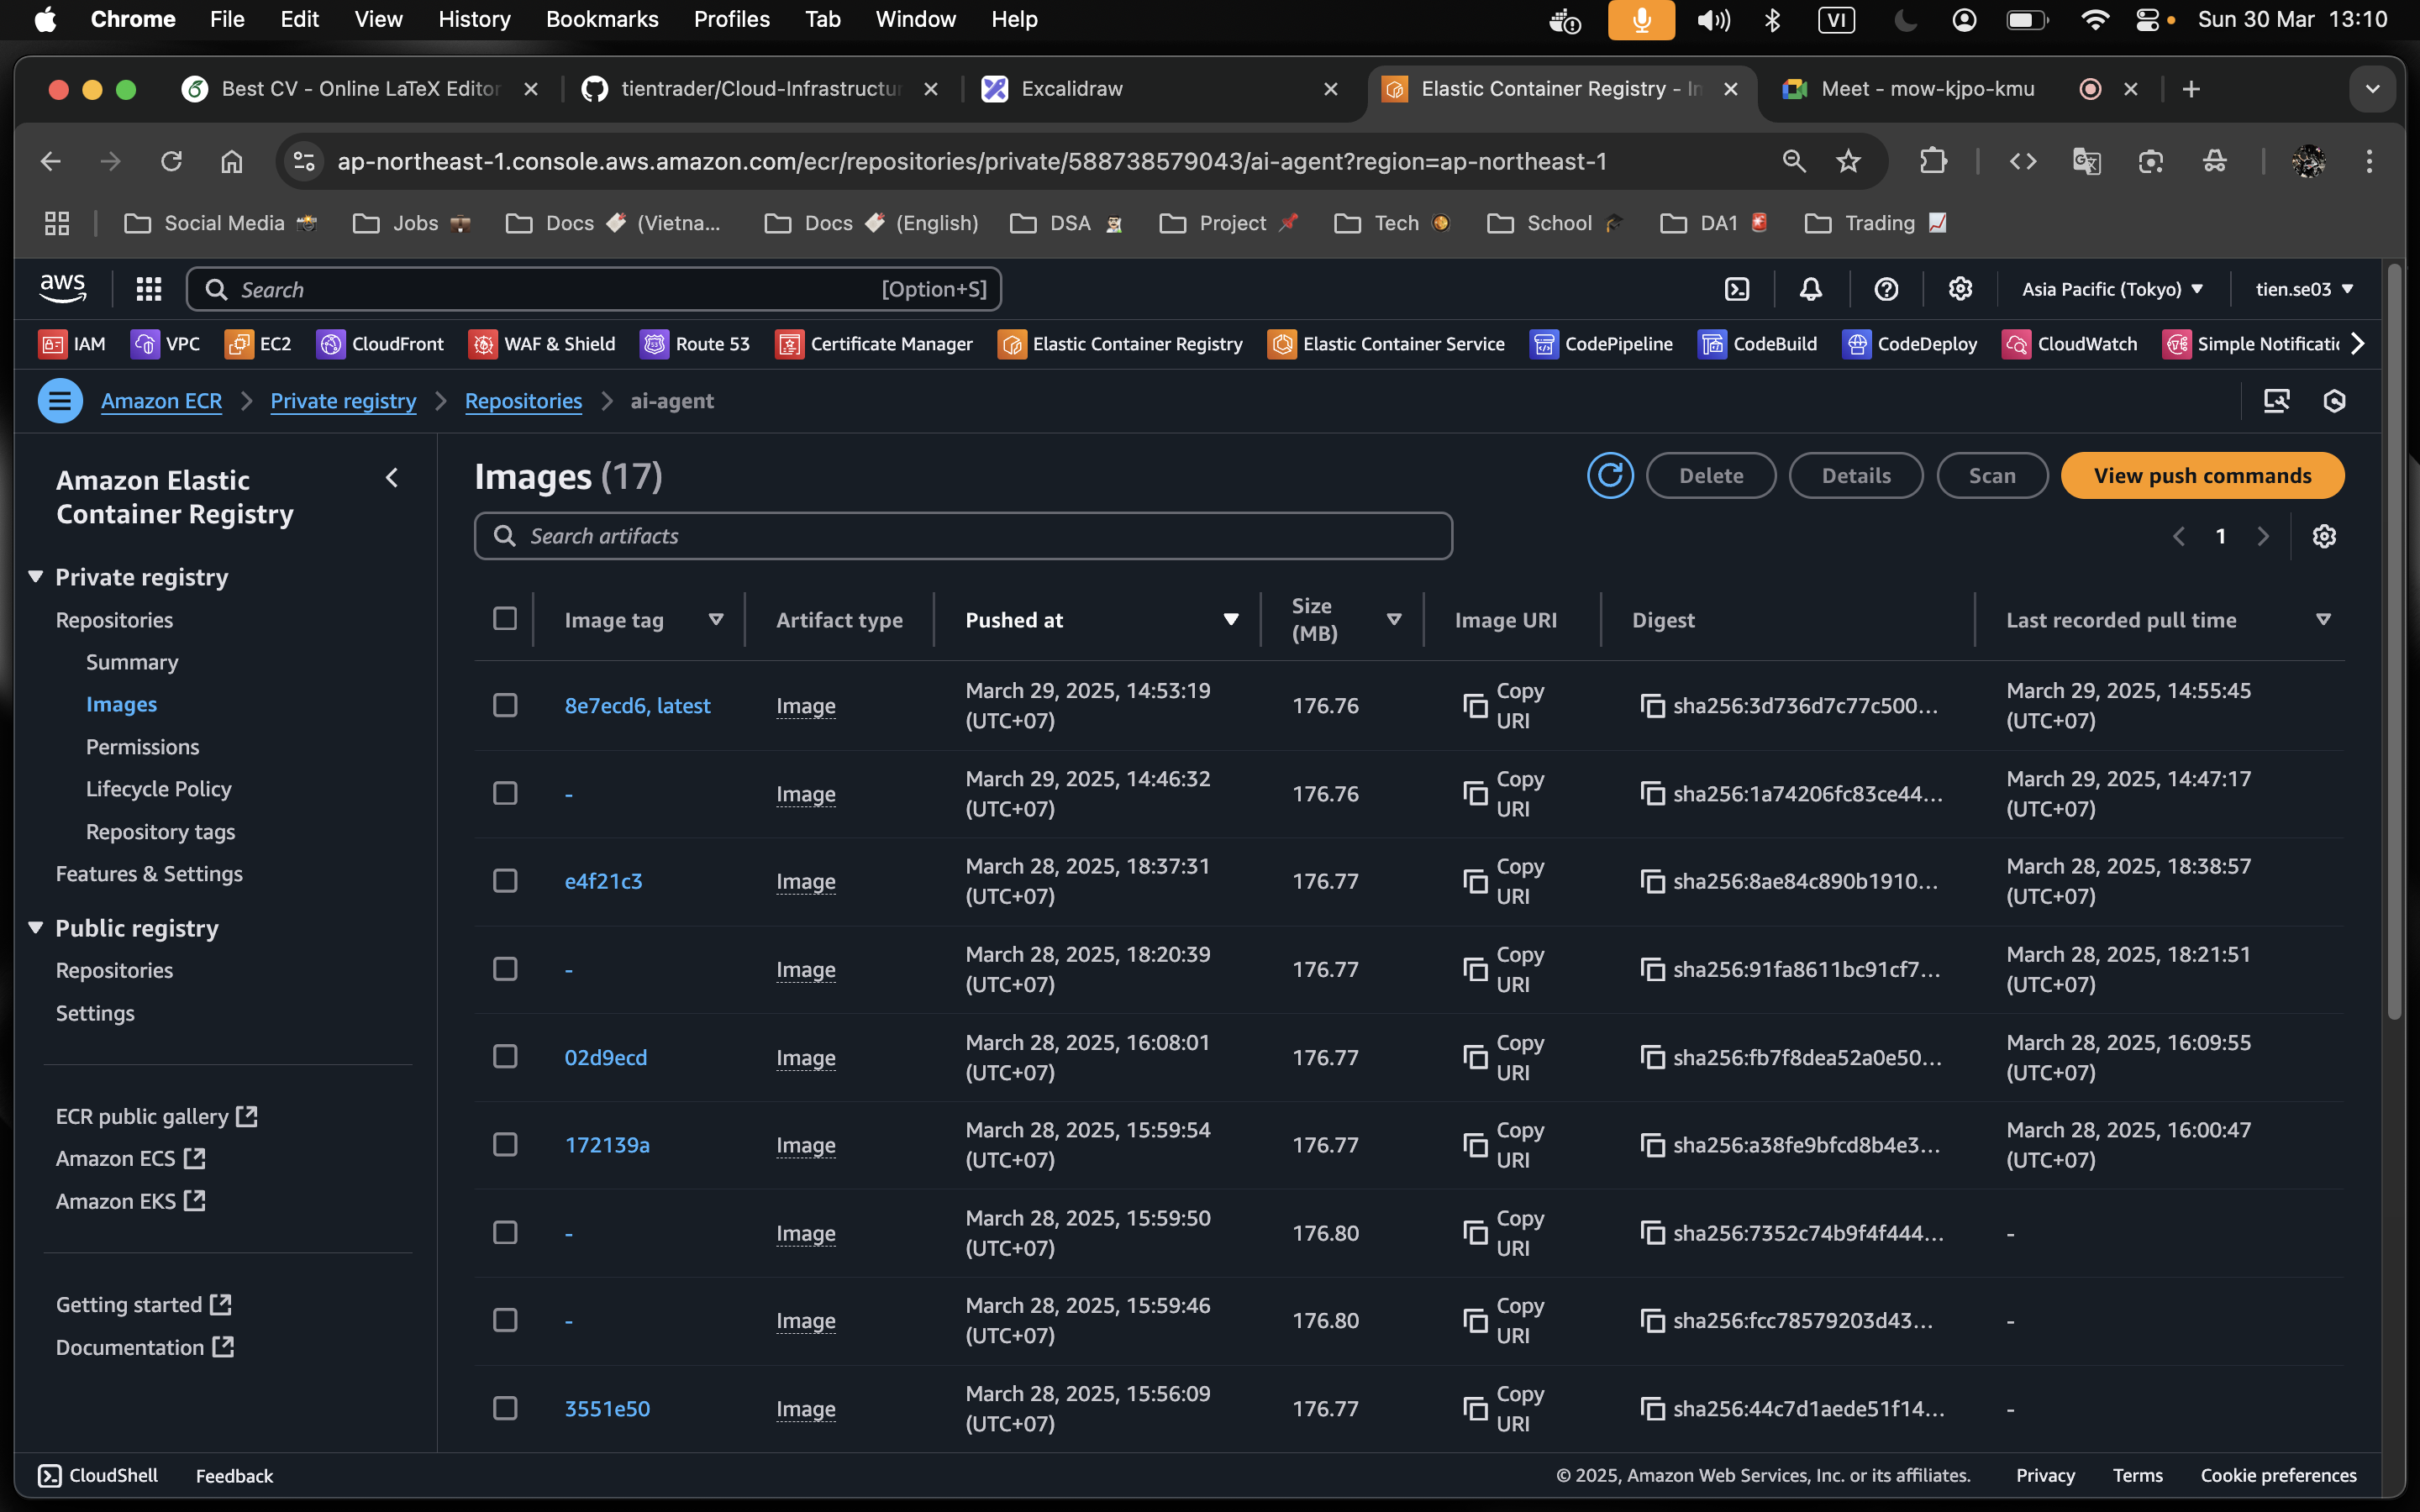 Chrome File Edit View History Bookmarks Profiles Tab Window Help VI Sun 30 Mar 13:10
Best CV - Online LaTeX Editor tientrader/Cloud-Infrastructur Excalidraw Elastic Container Registry - In Meet - mow-kjpo-kmu
ap-northeast-1.console.aws.amazon.com/ecr/repositories/private/588738579043/ai-agent?region=ap-northeast-1
Social Media Jobs Docs (Vietna... Docs (English) DSA Project Tech School DA1 Trading
aws Search [Option+S] Asia Pacific (Tokyo) tien.se03
IAM VPC EC2 CloudFront WAF & Shield Route 53 Certificate Manager Elastic Container Registry Elastic Container Service CodePipeline CodeBuild CodeDeploy CloudWatch Simple Notificatic
Amazon ECR Private registry Repositories ai-agent
Amazon Elastic
Container Registry
Private registry
Repositories
Summary
Images
Permissions
Lifecycle Policy
Repository tags
Features & Settings
Public registry
Repositories
Settings
ECR public gallery
Amazon ECS
Amazon EKS
Getting started
Documentation
Images (17) Delete Details Scan View push commands
Search artifacts 1
Image tag Artifact type Pushed at Size (MB) Image URI Digest Last recorded pull time
8e7ecd6, latest Image March 29, 2025, 14:53:19 (UTC+07) 176.76 Copy URI sha256:3d736d7c77c500... March 29, 2025, 14:55:45 (UTC+07)
- Image March 29, 2025, 14:46:32 (UTC+07) 176.76 Copy URI sha256:1a74206fc83ce44... March 29, 2025, 14:47:17 (UTC+07)
e4f21c3 Image March 28, 2025, 18:37:31 (UTC+07) 176.77 Copy URI sha256:8ae84c890b1910... March 28, 2025, 18:38:57 (UTC+07)
- Image March 28, 2025, 18:20:39 (UTC+07) 176.77 Copy URI sha256:91fa8611bc91cf7... March 28, 2025, 18:21:51 (UTC+07)
02d9ecd Image March 28, 2025, 16:08:01 (UTC+07) 176.77 Copy URI sha256:fb7f8dea52a0e50... March 28, 2025, 16:09:55 (UTC+07)
172139a Image March 28, 2025, 15:59:54 (UTC+07) 176.77 Copy URI sha256:a38fe9bfcd8b4e3... March 28, 2025, 16:00:47 (UTC+07)
- Image March 28, 2025, 15:59:50 (UTC+07) 176.80 Copy URI sha256:7352c74b9f4f444... -
- Image March 28, 2025, 15:59:46 (UTC+07) 176.80 Copy URI sha256:fcc78579203d43... -
3551e50 Image March 28, 2025, 15:56:09 (UTC+07) 176.77 Copy URI sha256:44c7d1aede51f14... -
CloudShell Feedback © 2025, Amazon Web Services, Inc. or its affiliates. Privacy Terms Cookie preferences